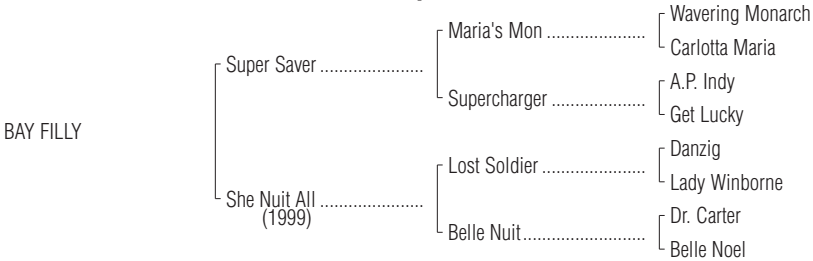 Wavering Monarch
Maria's Mon .....................
Carlotta Maria
Super Saver ......................
A.P. Indy
Supercharger ....................
Get Lucky
BAY FILLY
Danzig
Lost Soldier ......................
Lady Winborne
She Nuit All ......................
(1999)
Dr. Carter
Belle Nuit..........................
Belle Noel